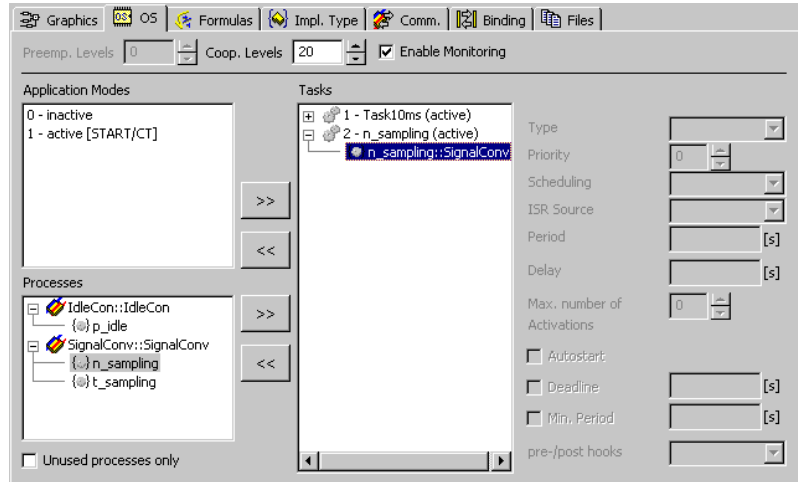 Graphics OS Formulas Impl. Type Comm. Binding Files
Preemp. Levels 0 Coop. Levels 20 Enable Monitoring
Application Modes
0 - inactive
1 - active [START/CT]
>>
<<
Processes
IdleCon::IdleCon
p_idle
SignalConv::SignalConv
{} n_sampling
{} t_sampling
>>
<<
Unused processes only
Tasks
1 - Task10ms (active)
2 - n_sampling (active)
n_sampling::SignalConv
Type
Priority 0
Scheduling
ISR Source
Period [s]
Delay [s]
Max. number of 0
Activations
Autostart
Deadline [s]
Min. Period [s]
pre-/post hooks